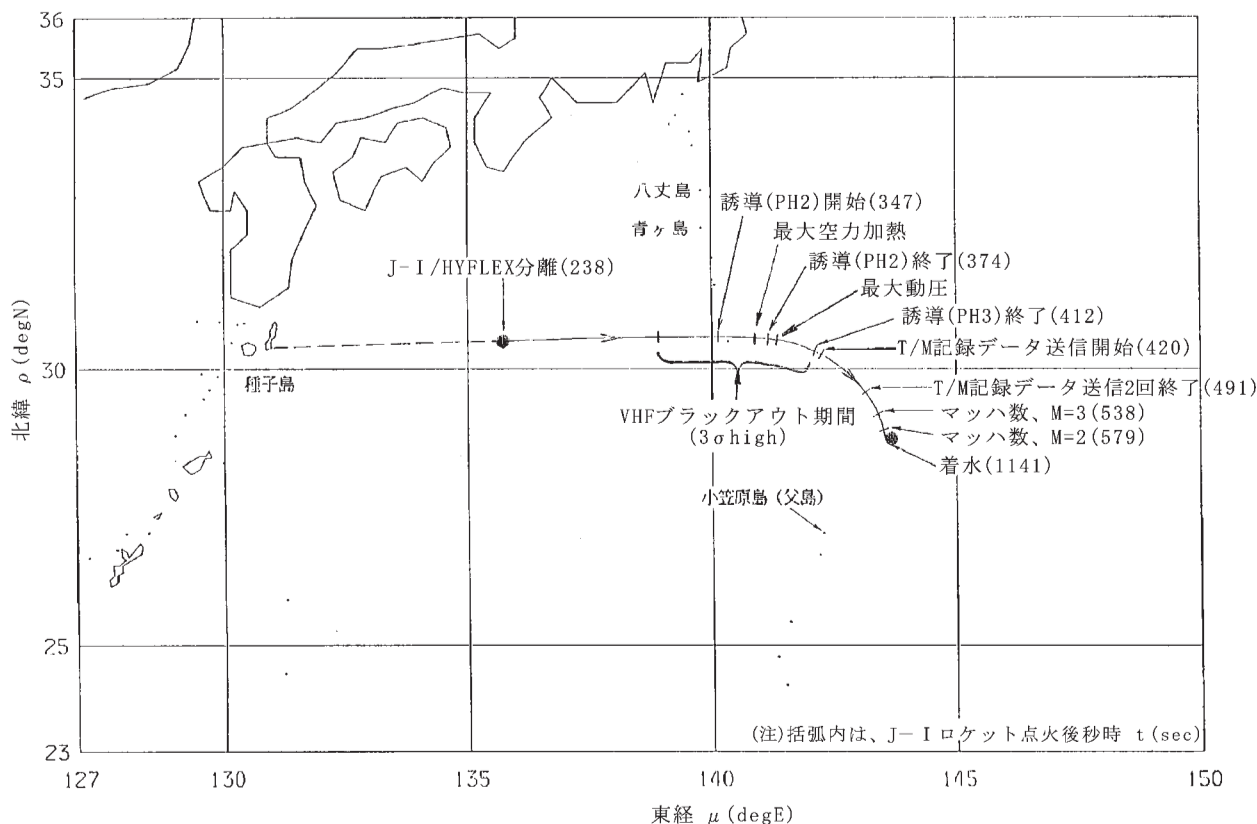 36
35
30
25
23
北緯 ρ(degN)
127
130
135
140
145
150
東経 μ(degE)
八丈島
青ヶ島
種子島
小笠原島(父島)
J-I/HYFLEX分離(238)
誘導(PH2)開始(347)
最大空力加熱
誘導(PH2)終了(374)
最大動圧
誘導(PH3)終了(412)
T/M記録データ送信開始(420)
T/M記録データ送信2回終了(491)
マッハ数、M=3(538)
マッハ数、M=2(579)
着水(1141)
VHFブラックアウト期間
(3σhigh)
(注)括弧内は、J-Iロケット点火後秒時 t(sec)